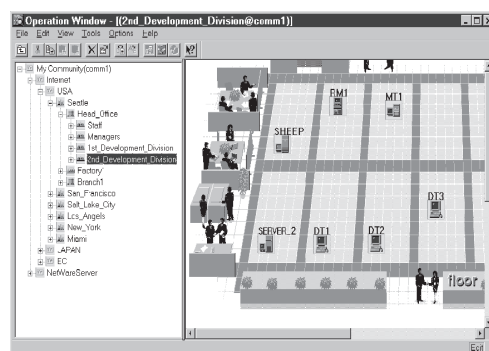 Operation Window - [(2nd_Development_Division@comm1)]
File Edit View Tools Options Help
My Community(comm1)
Internet
USA
Seatle
Head_Office
Staff
Managers
1st_Development_Division
2nd_Development_Division
Factory
Branch1
San_Francisco
Salt_Lake_City
Los_Angels
New_York
Miami
JAPAN
EC
NetWareServer
RM1
MT1
SHEEP
DT3
SERVER_2 DT1 DT2
floor
Edit